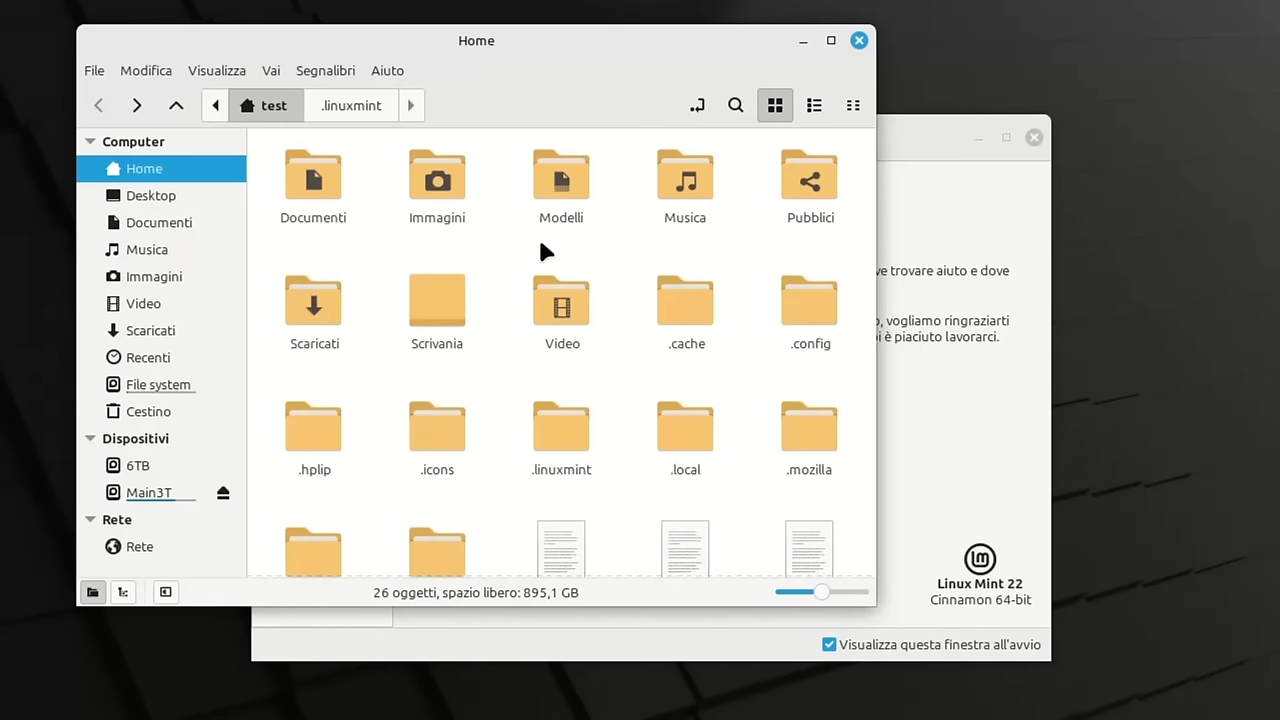 Home
File Modifica Visualizza Vai Segnalibri Aiuto
test .linuxmint
Computer
Home
Desktop
Documenti
Musica
Immagini
Video
Scaricati
Recenti
File system
Cestino
Dispositivi
6TB
Main3T
Rete
Rete
Documenti Immagini Modelli Musica Pubblici
Scaricati Scrivania Video .cache .config
.hplip .icons .linuxmint .local .mozilla
26 oggetti, spazio libero: 895,1 GB
trovare aiuto e dove
vogliamo ringraziarti
è piaciuto lavorarci.
lm
Linux Mint 22
Cinnamon 64-bit
Visualizza questa finestra all'avvio